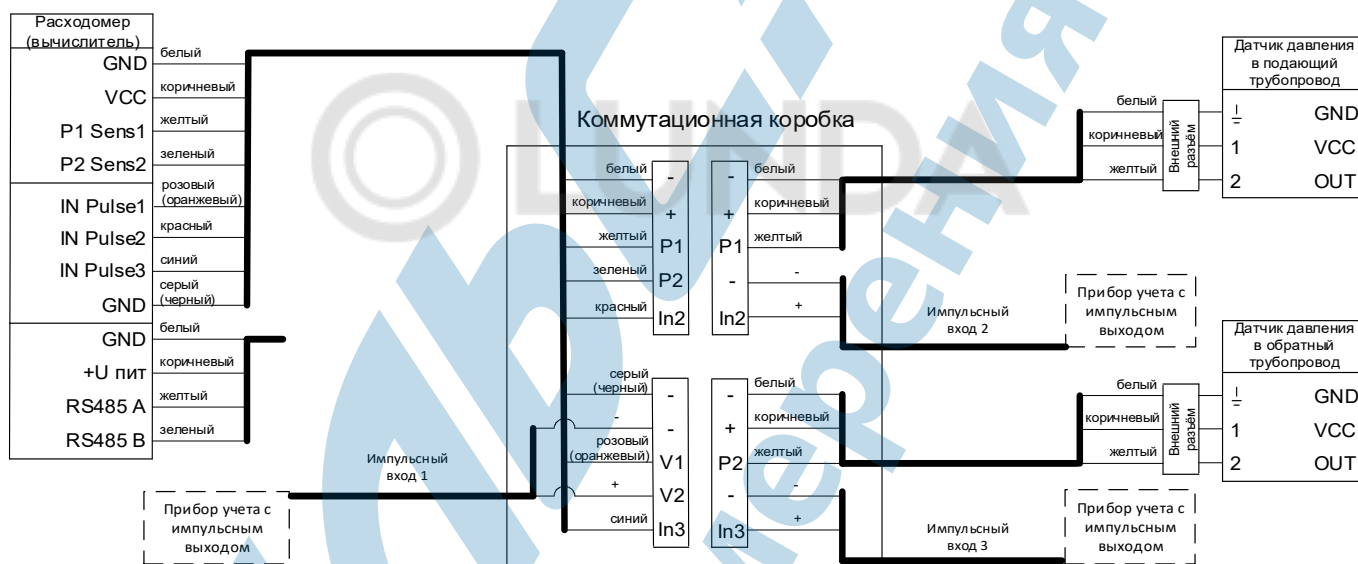 Расходомер
(вычислитель)
GND
VCC
P1 Sens1
P2 Sens2
IN Pulse1
IN Pulse2
IN Pulse3
GND
GND
+U пит
RS485 A
RS485 B
белый
коричневый
желтый
зеленый
розовый
(оранжевый)
красный
синий
серый
(черный)
белый
коричневый
желтый
зеленый
LUNDA
Коммутационная коробка
белый
коричневый
желтый
зеленый
красный
-
+
P1
P2
In2
-
+
P1
-
In2
белый
коричневый
желтый
-
+
серый
(черный)
-
розовый
(оранжевый)
+
синий
-
-
V1
V2
In3
-
+
P2
-
In3
белый
коричневый
желтый
-
+
Импульсный
вход 1
Прибор учета с
импульсным
выходом
Импульсный
вход 2
Прибор учета с
импульсным
выходом
Импульсный
вход 3
Прибор учета с
импульсным
выходом
белый
коричневый
желтый
Внешний
разъём
Датчик давления
в подающий
трубопровод
GND
1 VCC
2 OUT
белый
коричневый
желтый
Внешний
разъём
Датчик давления
в обратный
трубопровод
GND
1 VCC
2 OUT